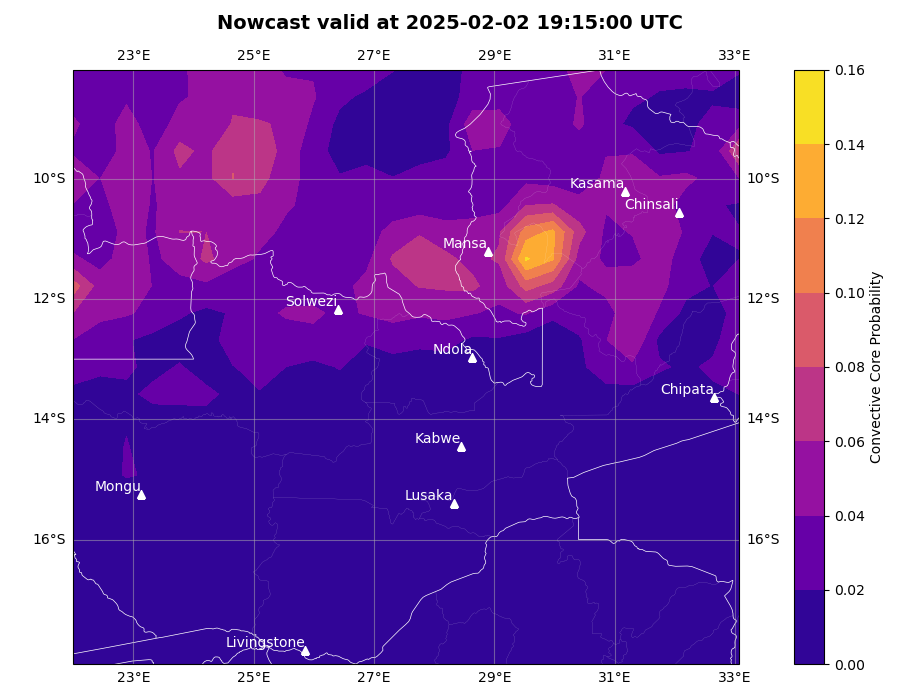 Nowcast valid at 2025-02-02 19:15:00 UTC
23°E 25°E 27°E 29°E 31°E 33°E
0.16
0.14
0.12
0.10
0.08
0.06
0.04
0.02
0.00
Convective Core Probability
10°S 10°S
12°S 12°S
14°S 14°S
16°S 16°S
Kasama
Chinsali
Mansa
Solwezi
Ndola
Chipata
Kabwe
Mongu
Lusaka
Livingstone
23°E 25°E 27°E 29°E 31°E 33°E